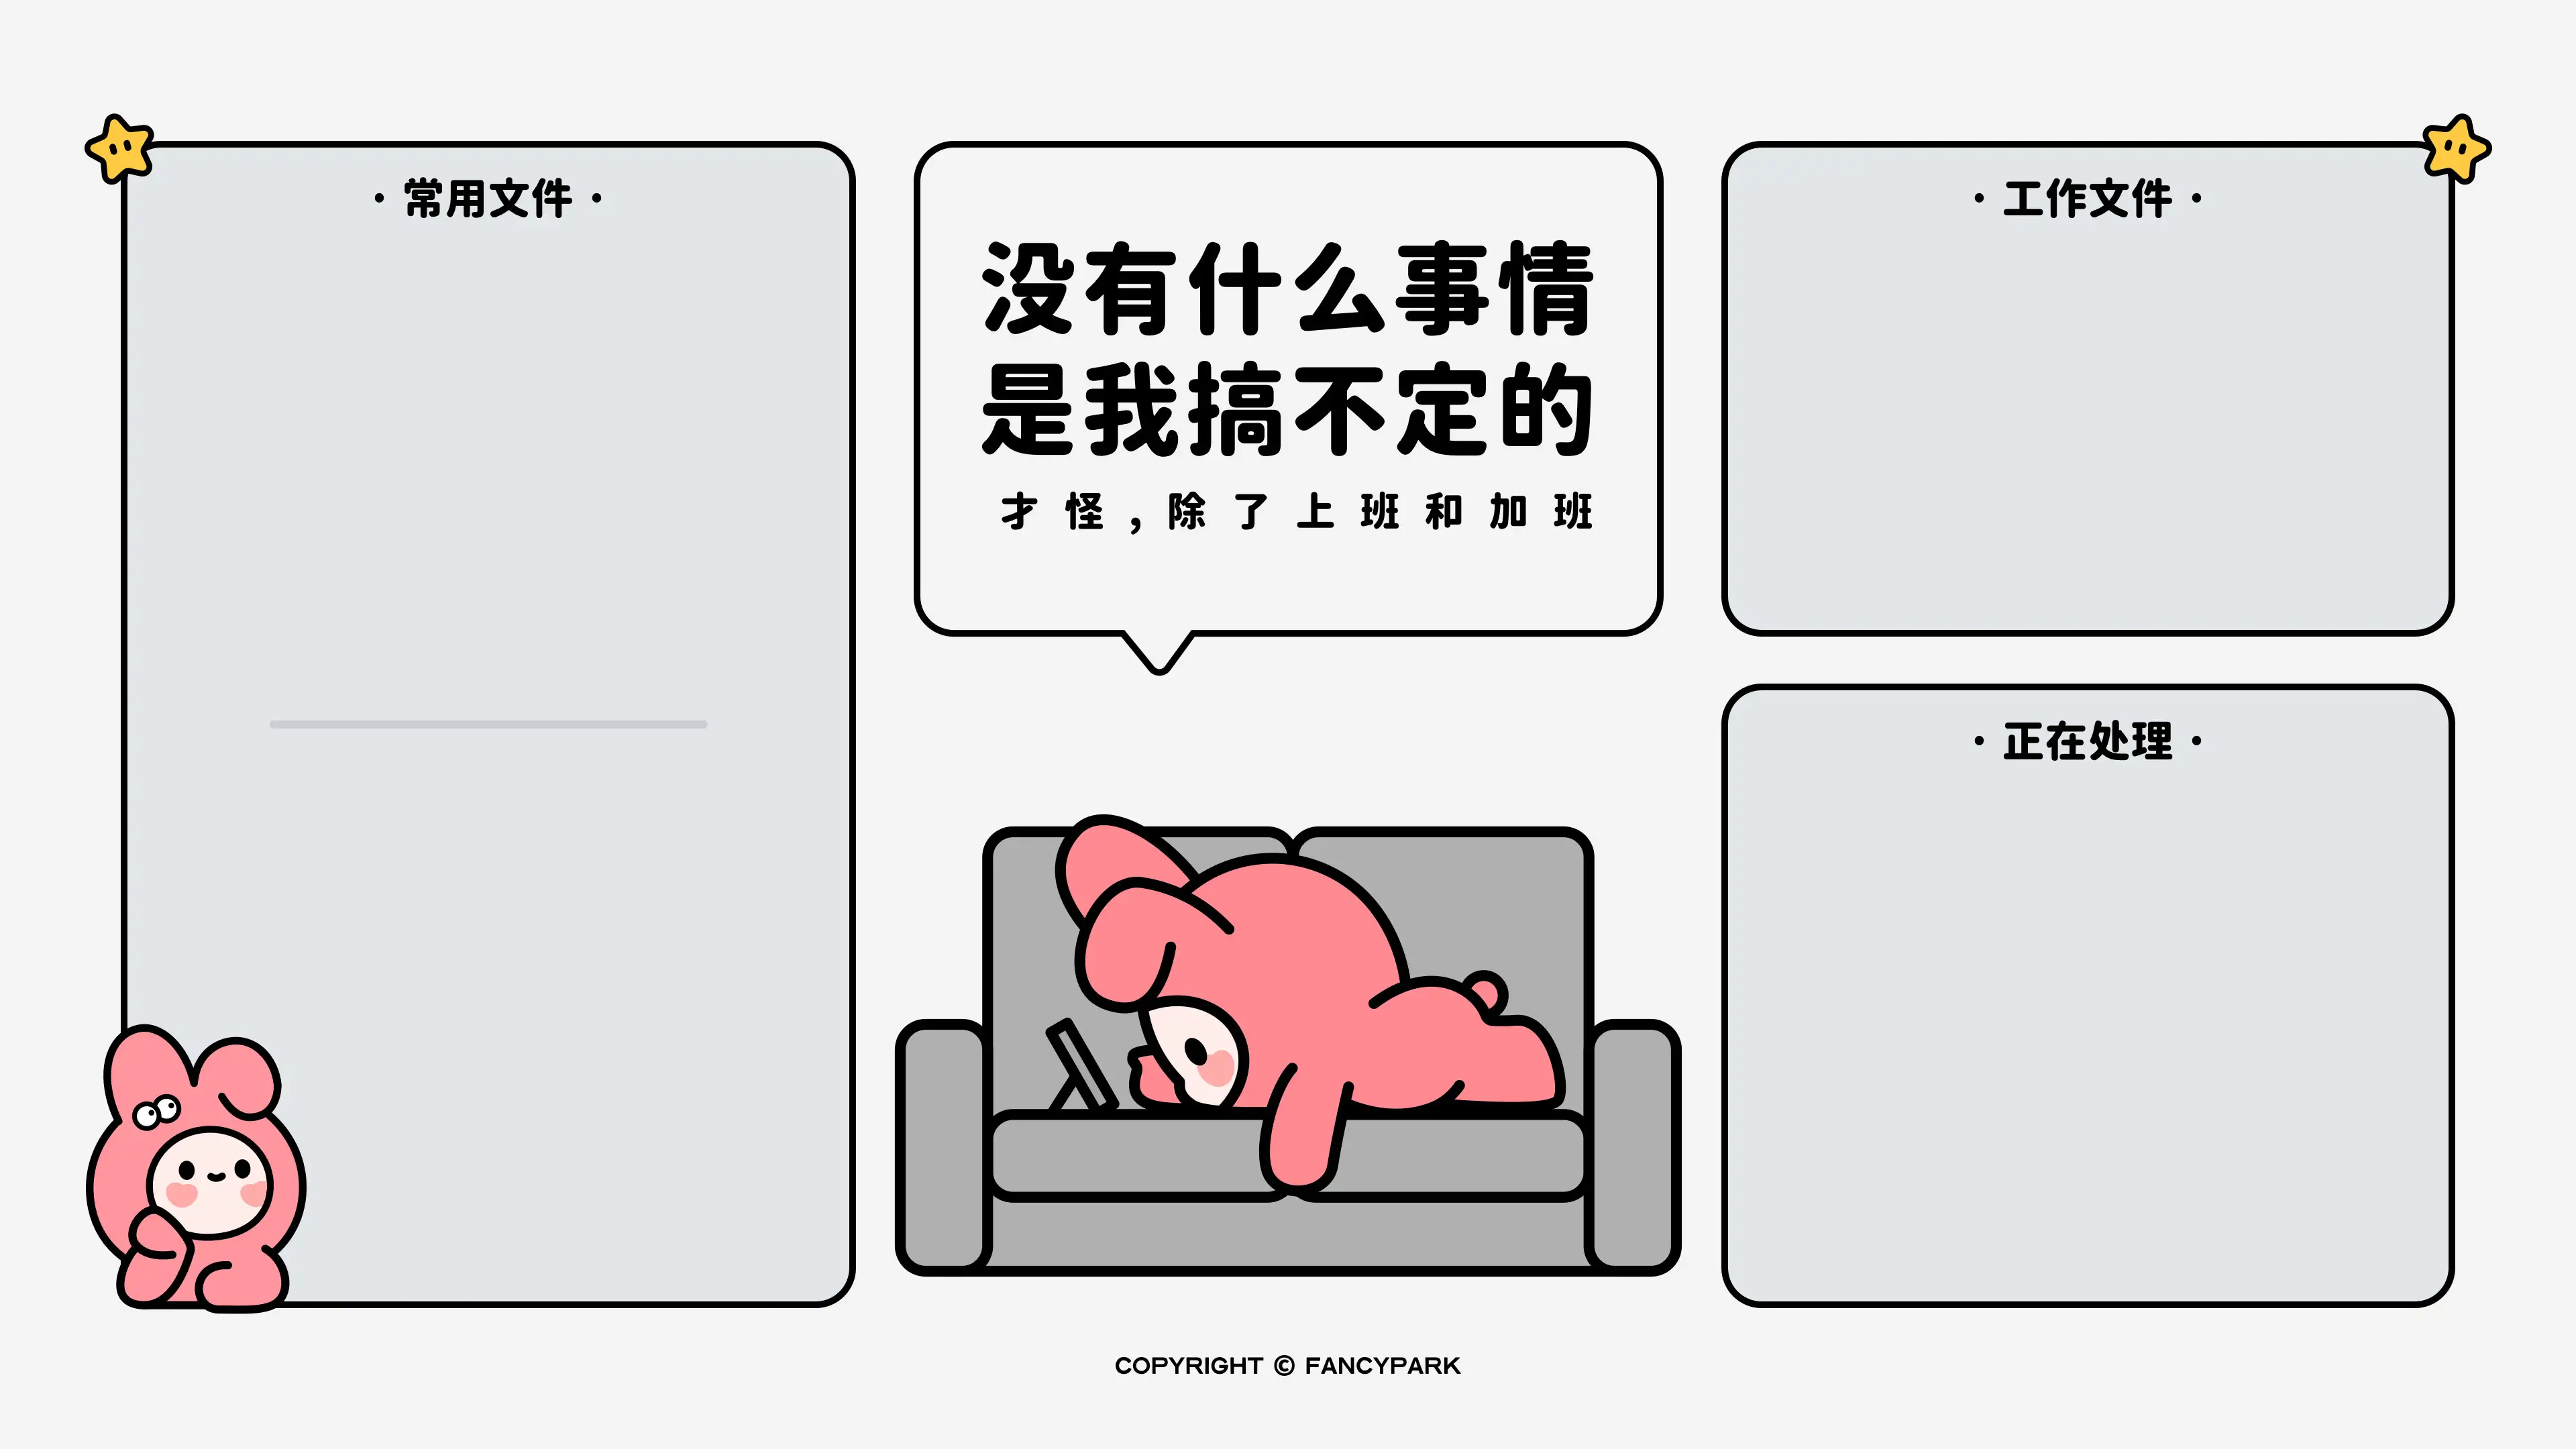 · 常用文件 ·
没有什么事情
是我搞不定的
才怪,除了上班和加班
· 工作文件 ·
· 正在处理 ·
COPYRIGHT © FANCYPARK